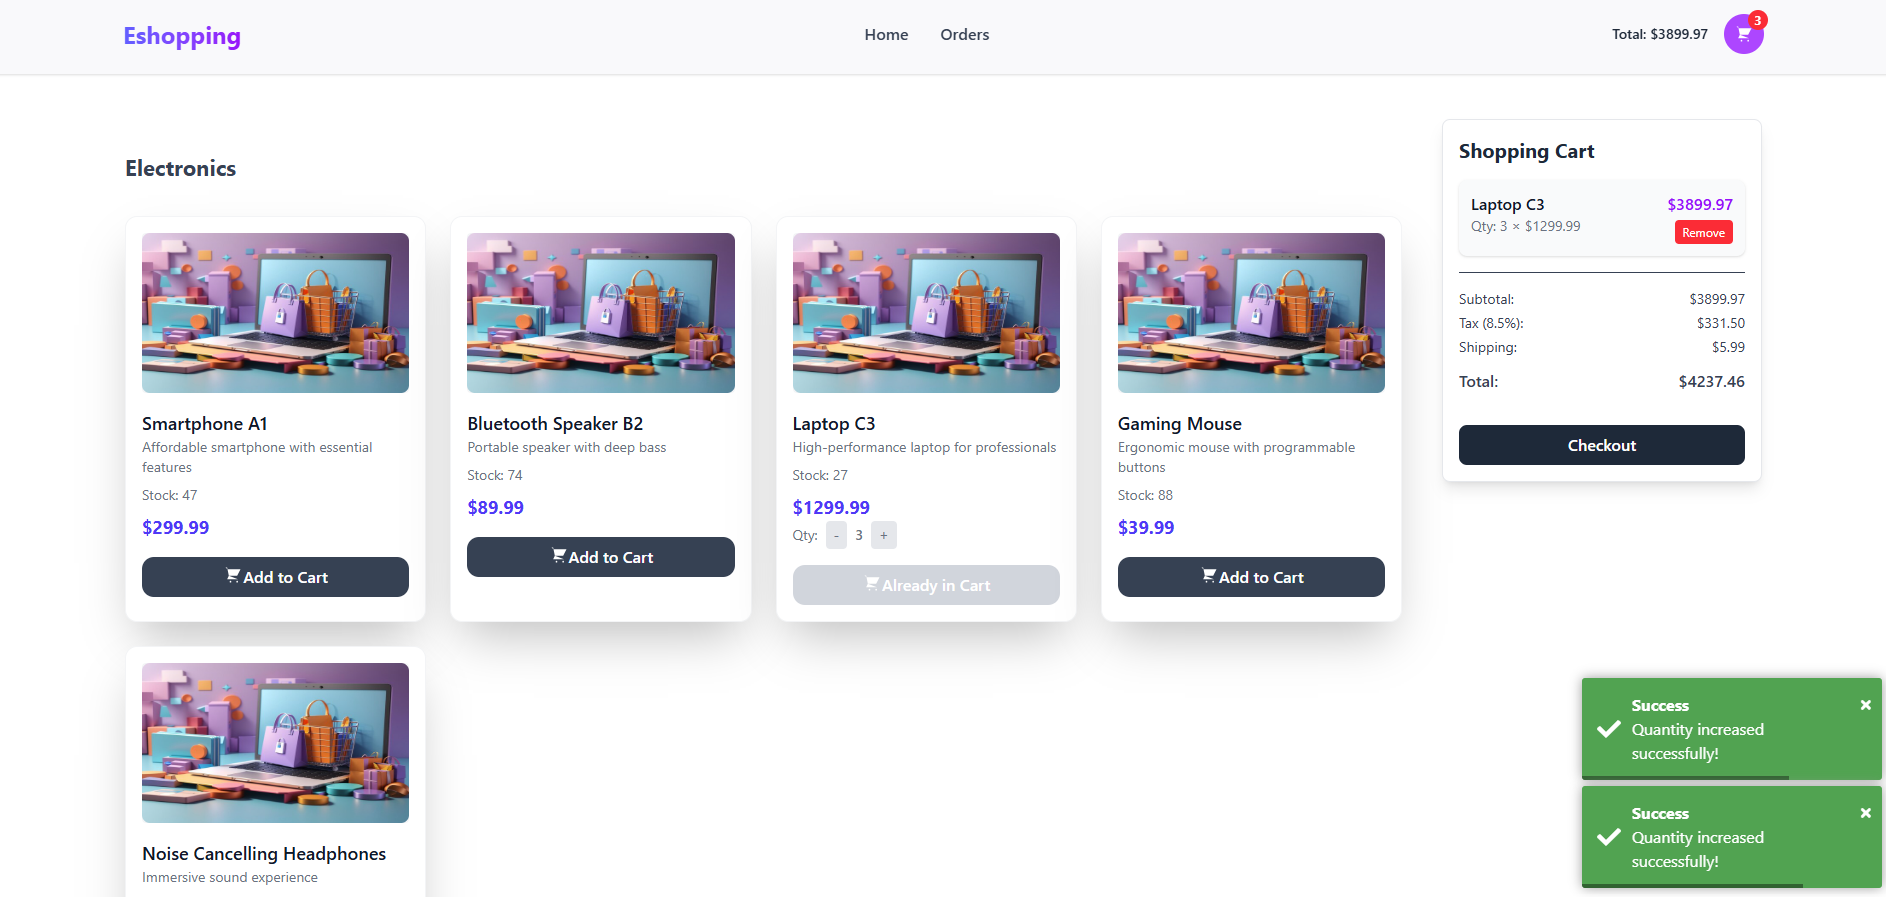 Eshopping
Home
Orders
Total: $3899.97
3
Electronics
Smartphone A1
Affordable smartphone with essential
features
Stock: 47
$299.99
Add to Cart
Bluetooth Speaker B2
Portable speaker with deep bass
Stock: 74
$89.99
Add to Cart
Laptop C3
High-performance laptop for professionals
Stock: 27
$1299.99
Qty: - 3 +
Already in Cart
Gaming Mouse
Ergonomic mouse with programmable
buttons
Stock: 88
$39.99
Add to Cart
Noise Cancelling Headphones
Immersive sound experience
Shopping Cart
Laptop C3 $3899.97
Qty: 3 × $1299.99
Remove
Subtotal: $3899.97
Tax (8.5%): $331.50
Shipping: $5.99
Total: $4237.46
Checkout
Success ×
Quantity increased
successfully!
Success ×
Quantity increased
successfully!